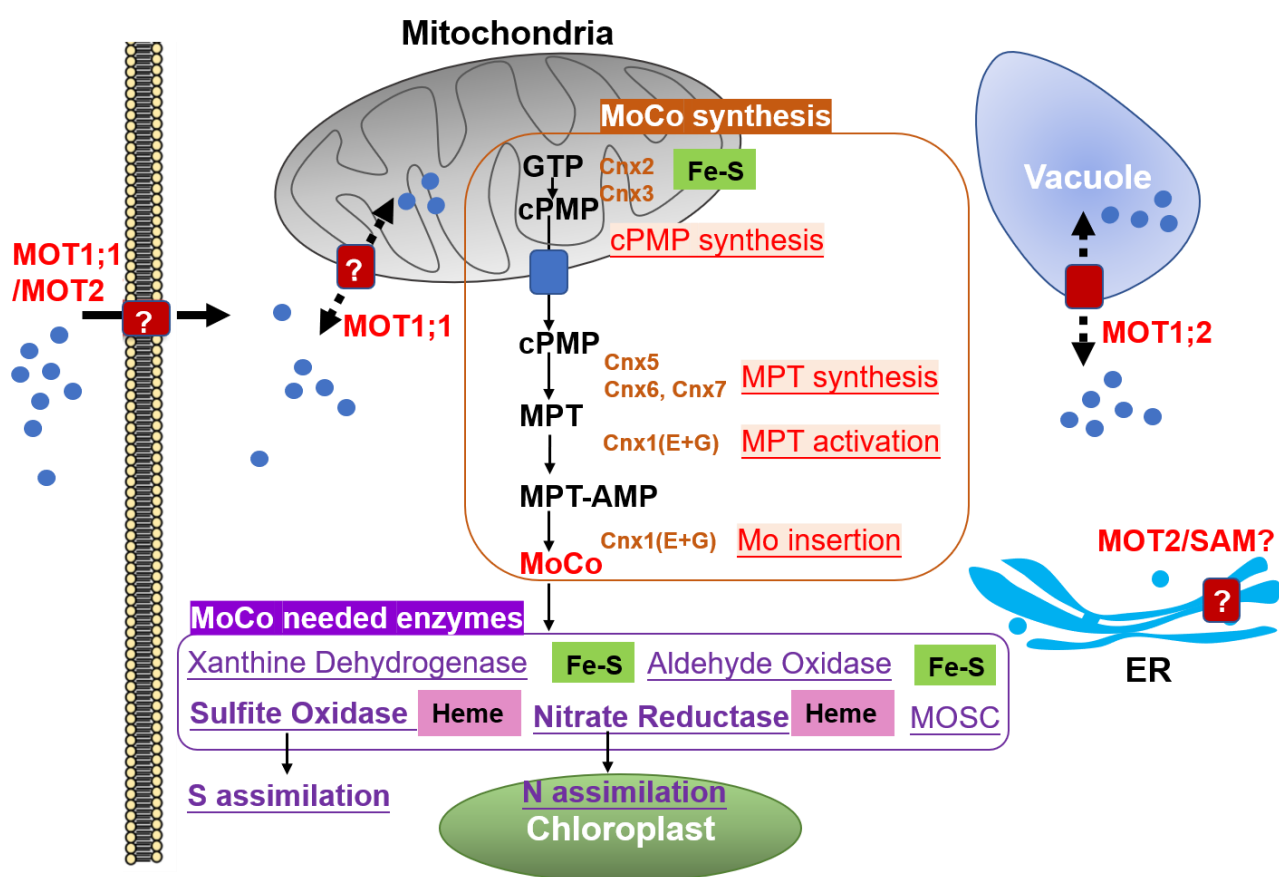 Mitochondria
MoCo synthesis
GTP
Cnx2
Cnx3
Fe-S
cPMP
cPMP synthesis
Vacuole
MOT1;1
/MOT2
?
?
MOT1;1
MOT1;2
cPMP
Cnx5
Cnx6, Cnx7
MPT synthesis
MPT
Cnx1(E+G)
MPT activation
MPT-AMP
Cnx1(E+G)
Mo insertion
MoCo
MOT2/SAM?
?
ER
MoCo needed enzymes
Xanthine Dehydrogenase
Fe-S
Aldehyde Oxidase
Fe-S
Sulfite Oxidase
Heme
Nitrate Reductase
Heme
MOSC
S assimilation
N assimilation
Chloroplast